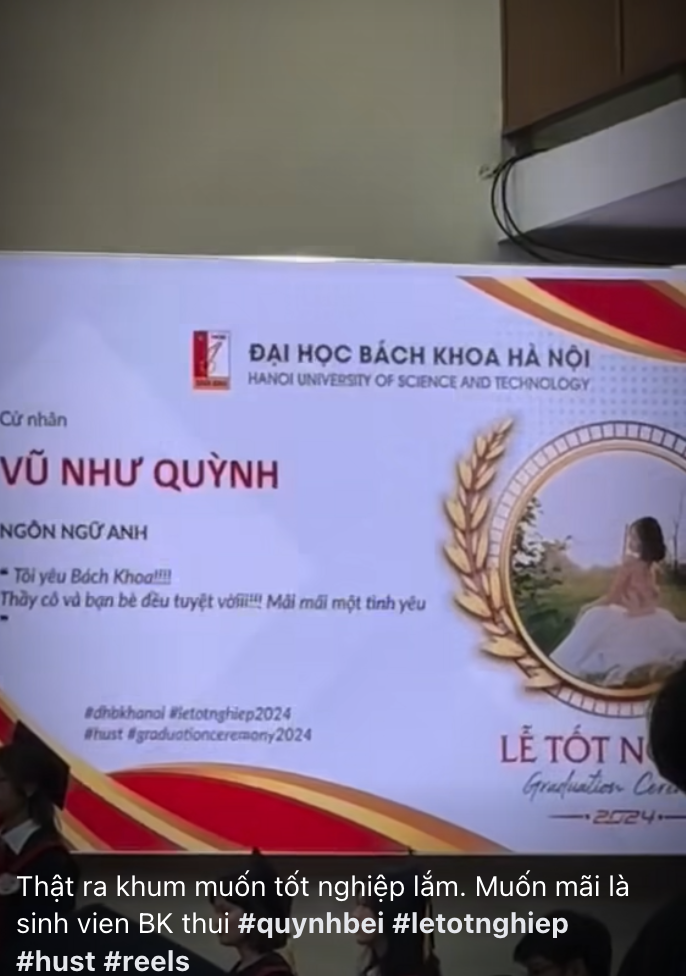 ĐẠI HỌC BÁCH KHOA HÀ NỘI
HANOI UNIVERSITY OF SCIENCE AND TECHNOLOGY
Cử nhân
VŨ NHƯ QUỲNH
NGÔN NGỮ ANH
" Tôi yêu Bách Khoa!!!!
Thầy cô và bạn bè đều tuyệt vờiii!!! Mãi mãi một tình yêu
"
#dhbkhanoi #letotnghiep2024
#hust #graduationceremony2024
LỄ TỐT
Graduation
2024
Thật ra khum muốn tốt nghiệp lắm. Muốn mãi là
sinh vien BK thui #quynhbei #letotnghiep
#hust #reels